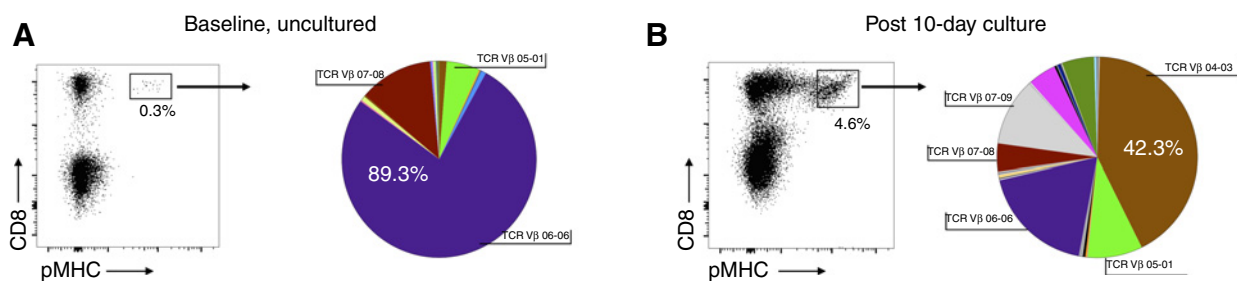 A
Baseline, uncultured
0.3%
CD8
pMHC
TCR Vβ 07-08
TCR Vβ 05-01
89.3%
TCR Vβ 06-06
B
Post 10-day culture
4.6%
CD8
pMHC
TCR Vβ 04-03
TCR Vβ 07-09
42.3%
TCR Vβ 07-08
TCR Vβ 06-06
TCR Vβ 05-01